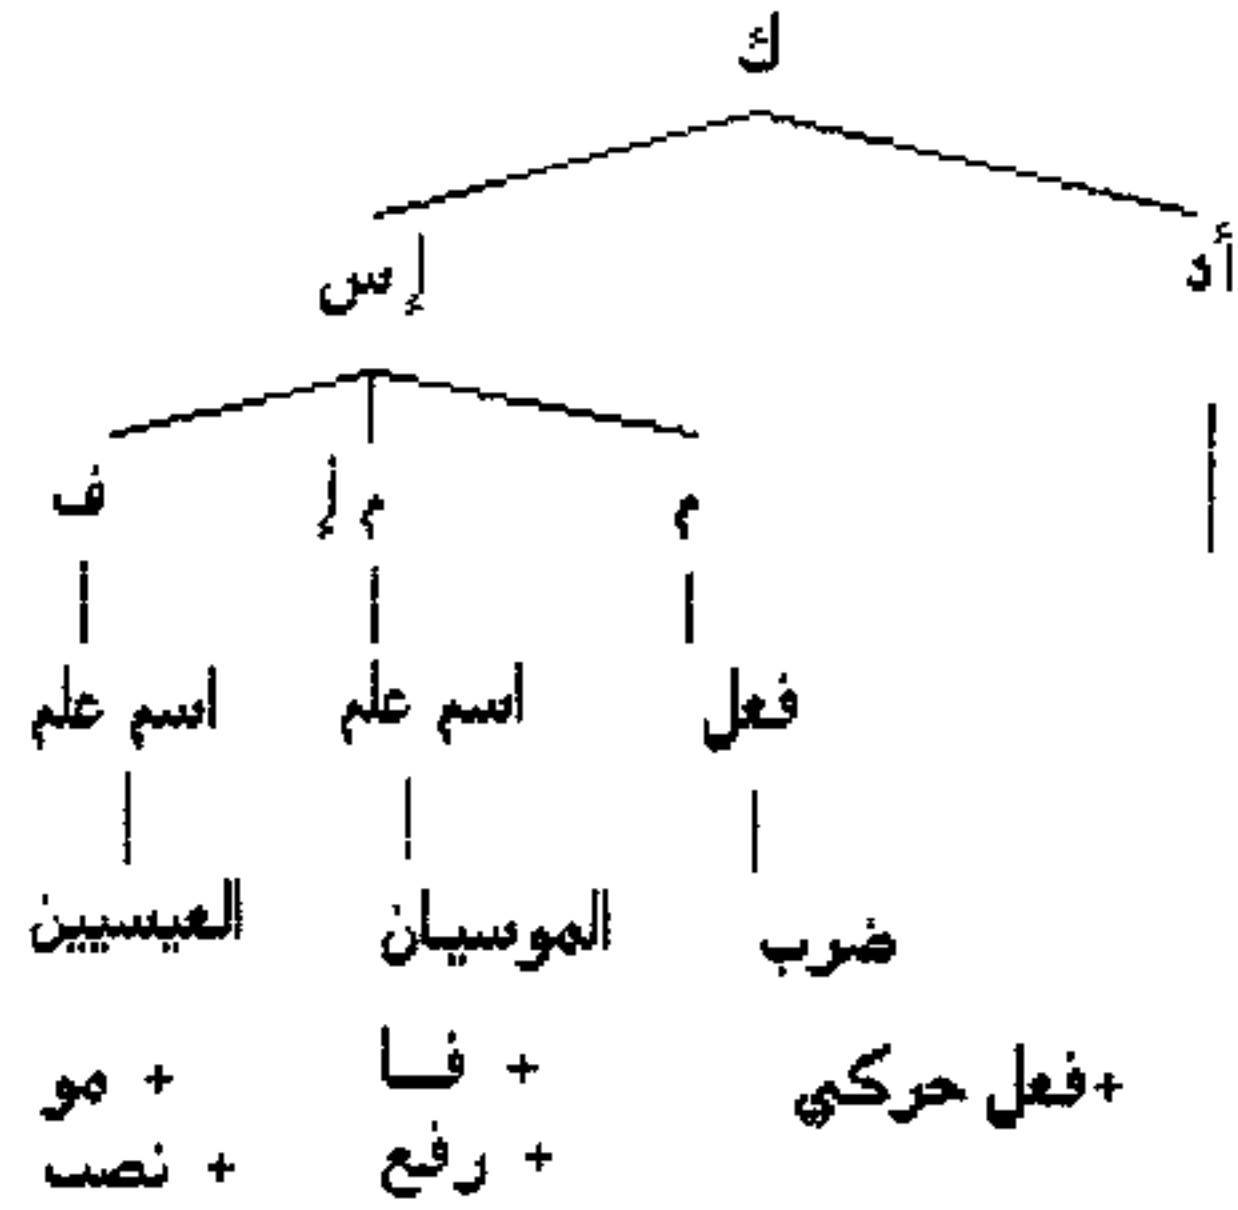 ك
أد إس
م م إ ف
فعل اسم علم اسم علم
ضرب الموسيان العيسيين
+فعل حركي + فا + مو
+ رفع + نصب